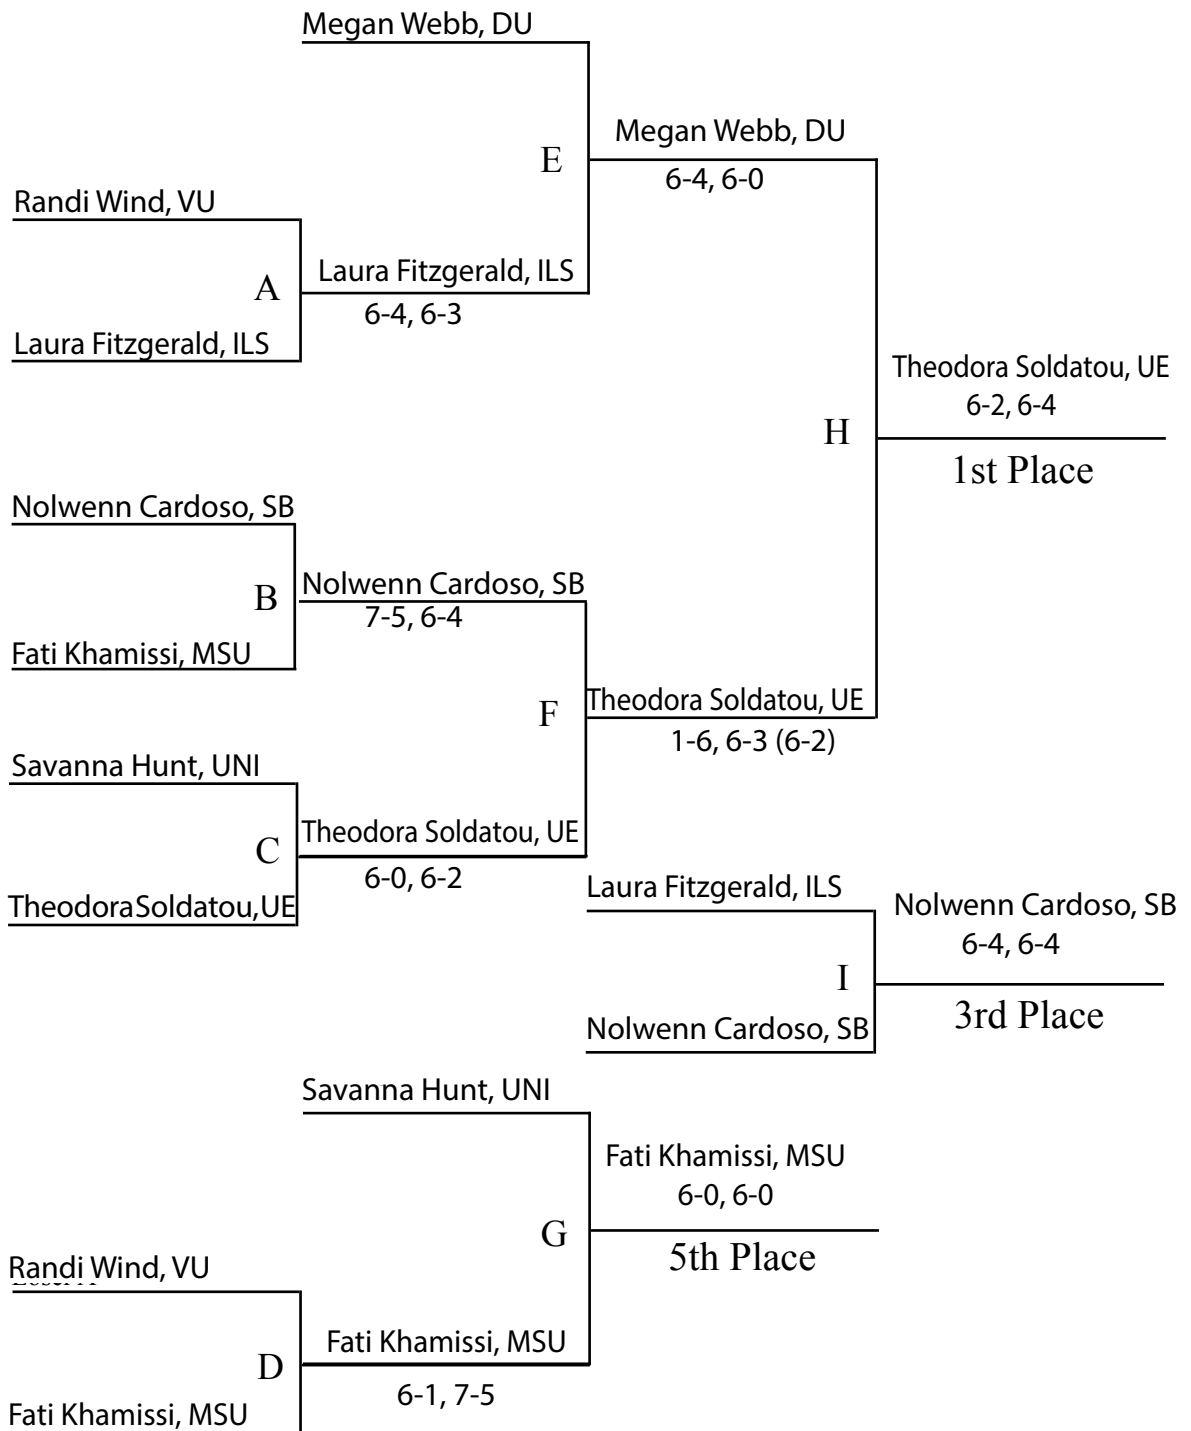 Megan Webb, DU
E
Megan Webb, DU
6-4, 6-0
Randi Wind, VU
A
Laura Fitzgerald, ILS
6-4, 6-3
Laura Fitzgerald, ILS
Theodora Soldatou, UE
6-2, 6-4
H
1st Place
Nolwenn Cardoso, SB
B
Nolwenn Cardoso, SB
7-5, 6-4
Fati Khamissi, MSU
F
Theodora Soldatou, UE
1-6, 6-3 (6-2)
Savanna Hunt, UNI
C
Theodora Soldatou, UE
6-0, 6-2
Theodora Soldatou, UE
Laura Fitzgerald, ILS
Nolwenn Cardoso, SB
6-4, 6-4
I
3rd Place
Nolwenn Cardoso, SB
Savanna Hunt, UNI
Fati Khamissi, MSU
6-0, 6-0
G
5th Place
Randi Wind, VU
D
Fati Khamissi, MSU
6-1, 7-5
Fati Khamissi, MSU